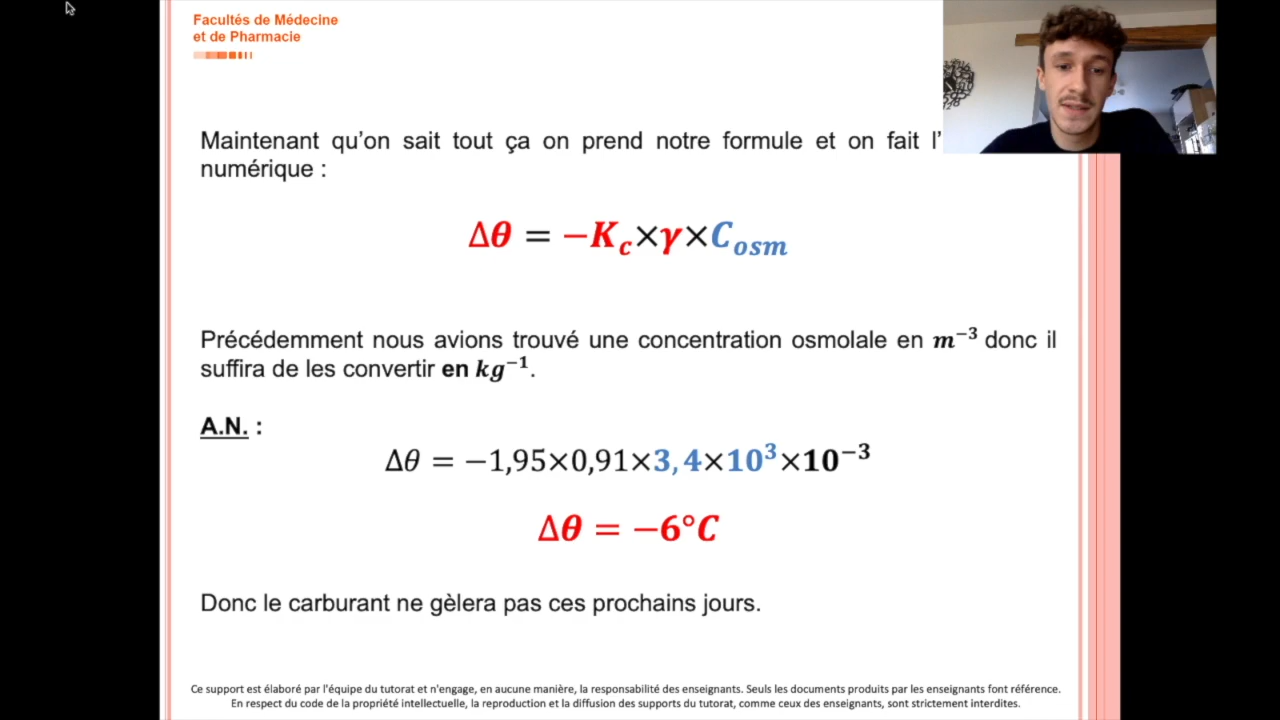 Facultés de Médecine
et de Pharmacie
Maintenant qu'on sait tout ça on prend notre formule et on fait l'
numérique :
Δθ = −K_c×γ×C_osm
Précédemment nous avions trouvé une concentration osmolale en m⁻³ donc il
suffira de les convertir en kg⁻¹.
A.N. :
Δθ = −1,95×0,91×3,4×10³×10⁻³
Δθ = −6°C
Donc le carburant ne gèlera pas ces prochains jours.
Ce support est élaboré par l'équipe du tutorat et n'engage, en aucune manière, la responsabilité des enseignants. Seuls les documents produits par les enseignants font référence.
En respect du code de la propriété intellectuelle, la reproduction et la diffusion des supports du tutorat, comme ceux des enseignants, sont strictement interdites.